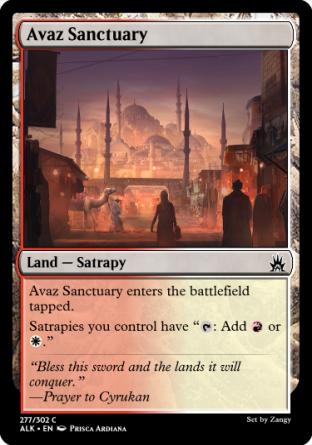 Avaz Sanctuary
Land — Satrapy
Avaz Sanctuary enters the battlefield
tapped.
Satrapies you control have “: Add or
.”
“Bless this sword and the lands it will
conquer.”
—Prayer to Cyrukan
277/302 C
Set by Zangy
ALK • EN Prisca Ardiana